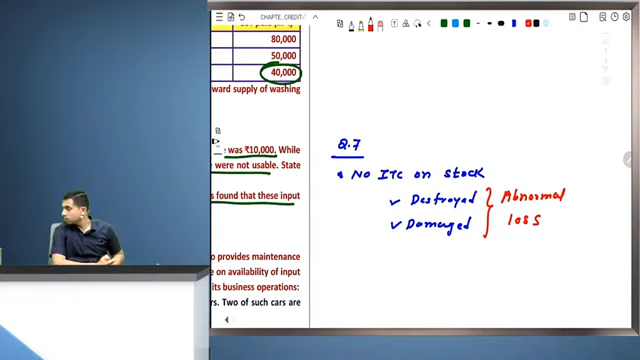 CHAPTE..CREDIT(
80,000
50,000
40,000
ward supply of washing
was ₹10,000. While
were not usable. State
s found that these input
o provides maintenance
e on availability of input
its business operations:
rs. Two of such cars are
Q.7
No ITC on stock
✓ Destroyed } Abnormal
✓ Damaged } loss